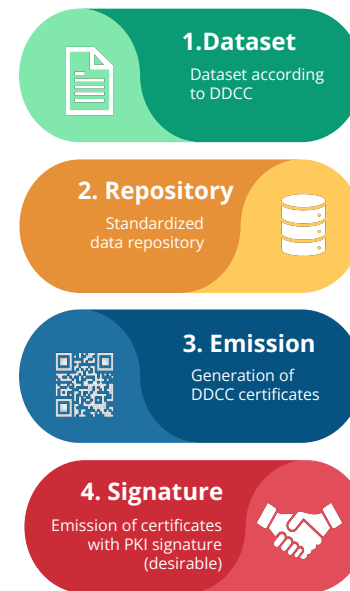 1.Dataset
Dataset according
to DDCC
2. Repository
Standardized
data repository
3. Emission
Generation of
DDCC certificates
4. Signature
Emission of certificates
with PKI signature
(desirable)